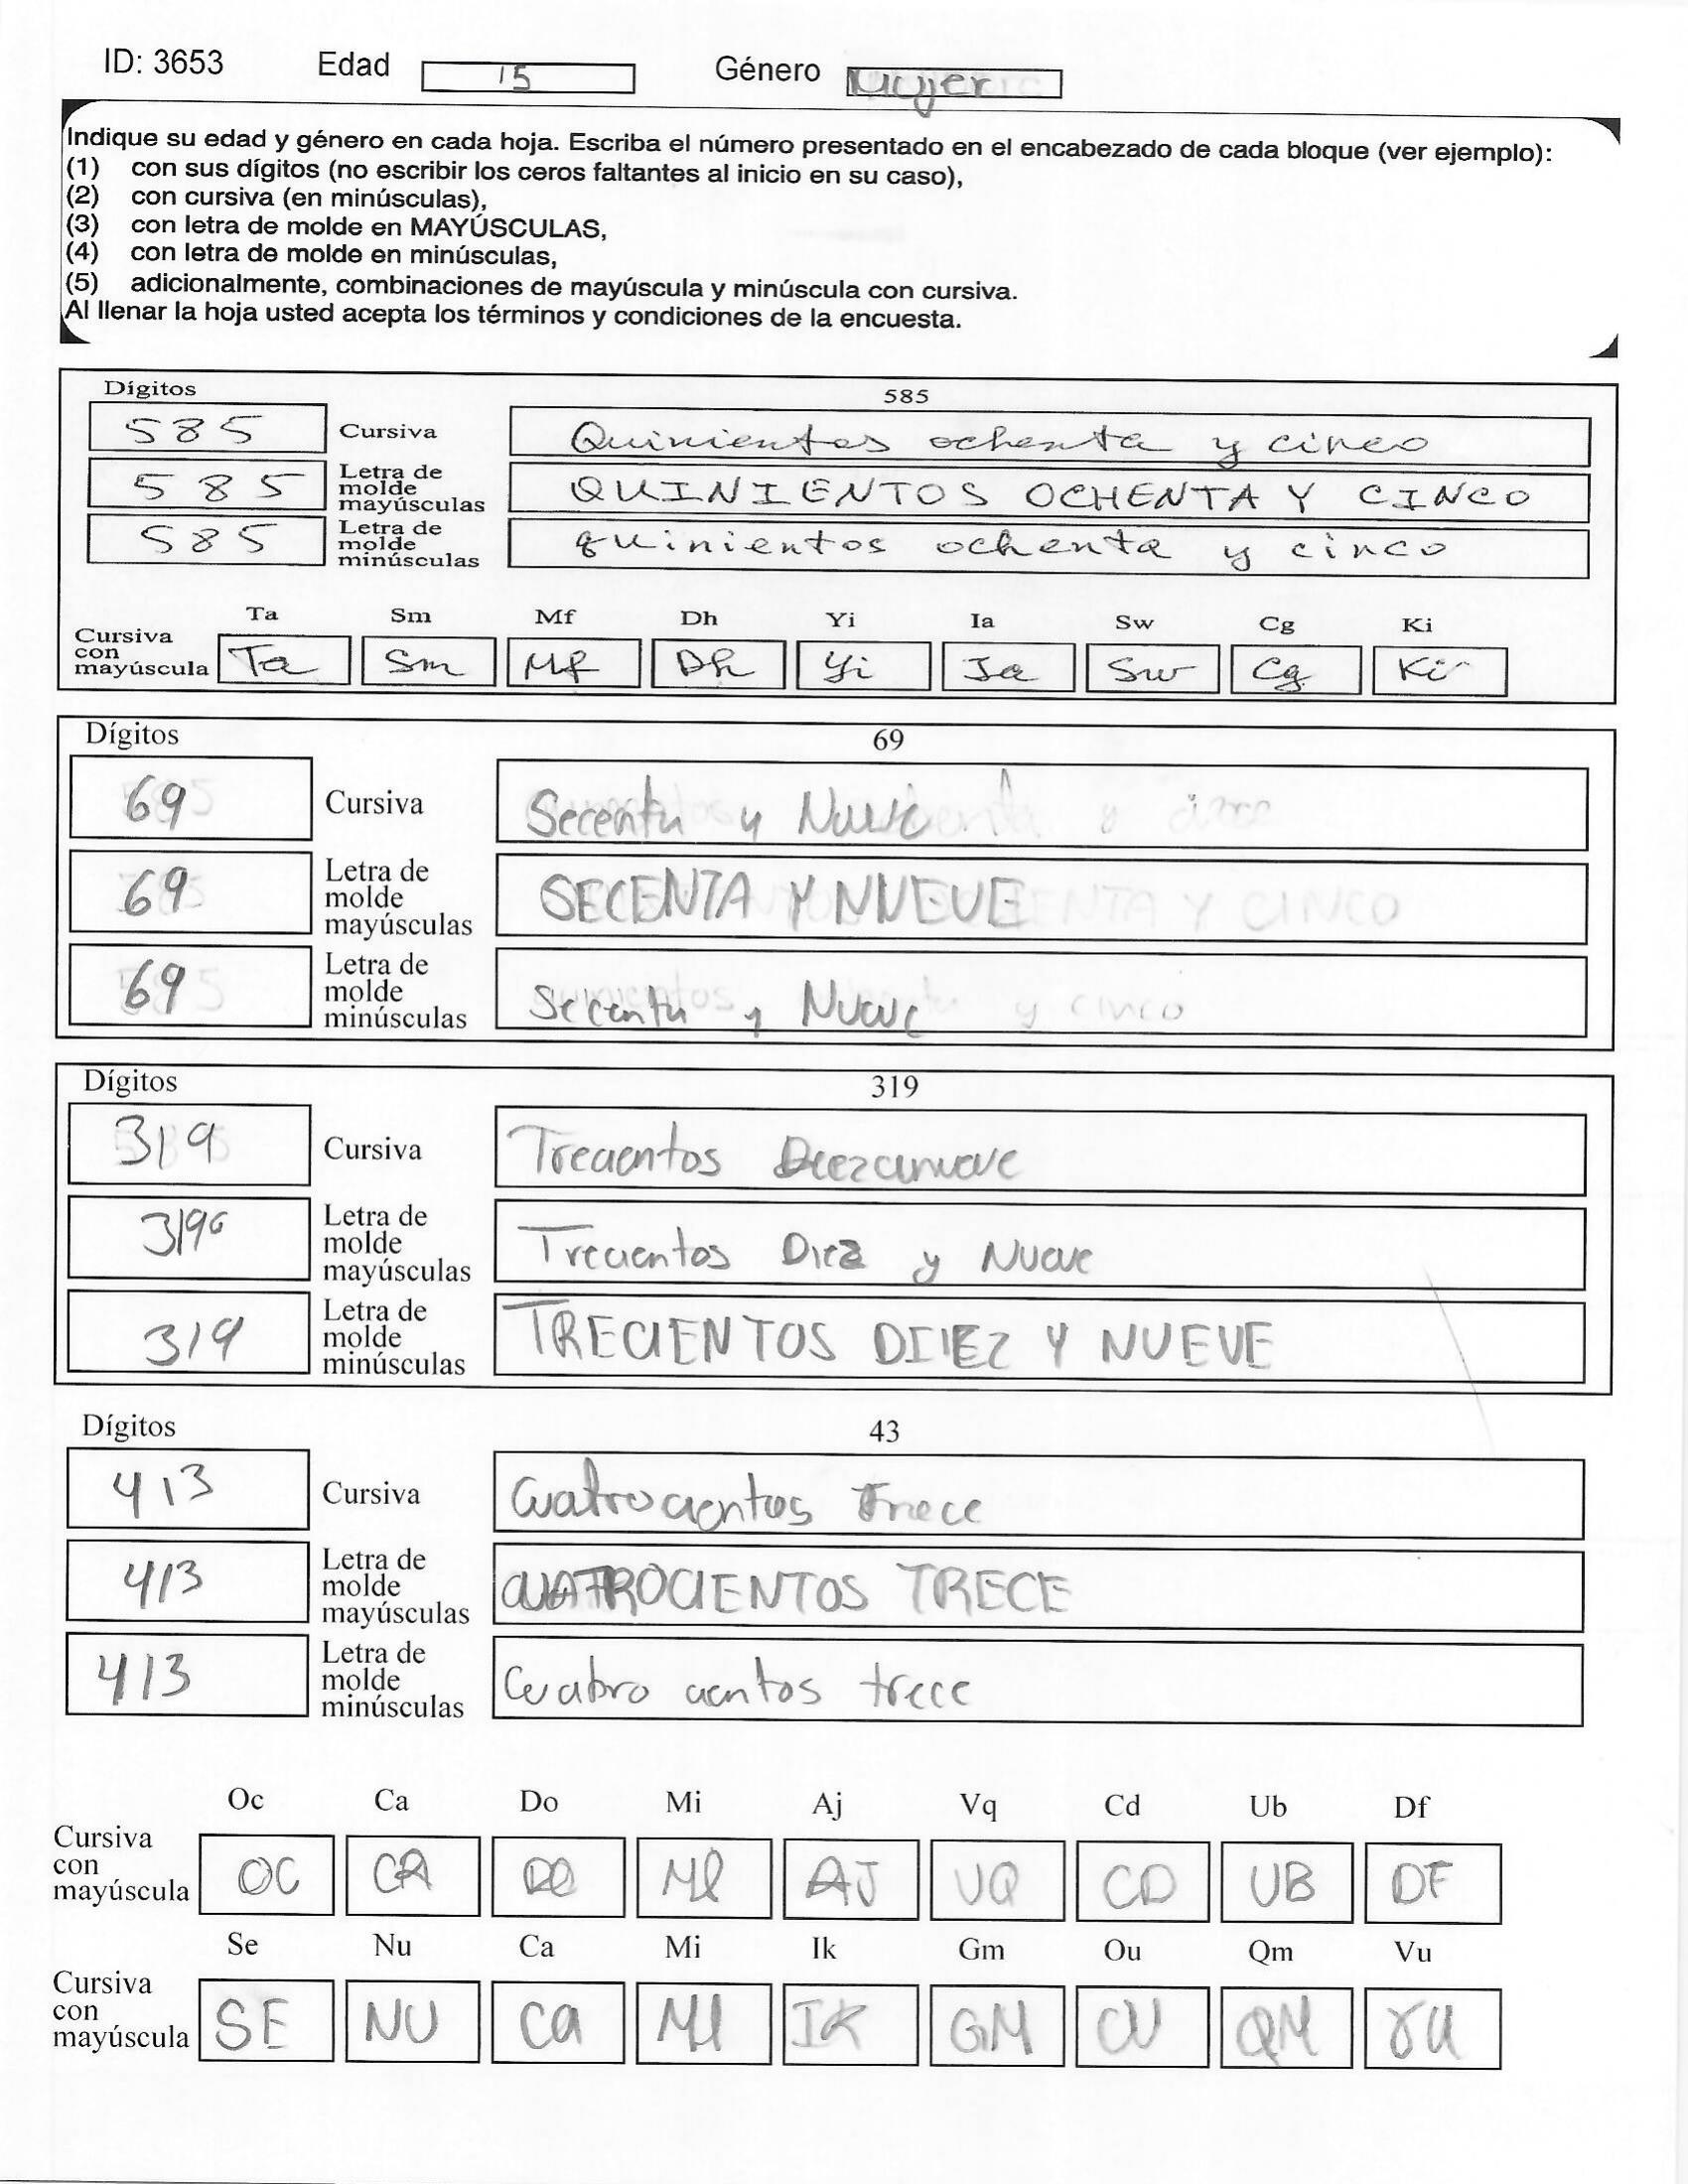 ID: 3653 Edad 15 Género Mujer
Indique su edad y género en cada hoja. Escriba el número presentado en el encabezado de cada bloque (ver ejemplo):
(1) con sus dígitos (no escribir los ceros faltantes al inicio en su caso),
(2) con cursiva (en minúsculas),
(3) con letra de molde en MAYÚSCULAS,
(4) con letra de molde en minúsculas,
(5) adicionalmente, combinaciones de mayúscula y minúscula con cursiva.
Al llenar la hoja usted acepta los términos y condiciones de la encuesta.
Dígitos 585
585 Cursiva Quinientos ochenta y cinco
585 Letra de molde mayúsculas QUINIENTOS OCHENTA Y CINCO
585 Letra de molde minúsculas quinientos ochenta y cinco
Ta Sm Mf Dh Yi Ia Sw Cg Ki
Cursiva con mayúscula Ta Sm Mf Dh Yi Ia Sw Cg Ki
Dígitos 69
69 Cursiva Secenta y Nueve
69 Letra de molde mayúsculas SECENTA Y NNEVE
69 Letra de molde minúsculas Secenta y Nueve
Dígitos 319
319 Cursiva Trecientos Diezcinueve
319 Letra de molde mayúsculas Trecientos Diez y Nueve
319 Letra de molde minúsculas TRECIENTOS DIIEZ Y NUEVE
Dígitos 43
413 Cursiva Cuatrocientos Trece
413 Letra de molde mayúsculas CUATROCIENTOS TRECE
413 Letra de molde minúsculas Cuatro cientos trece
Oc Ca Do Mi Aj Vq Cd Ub Df
Cursiva con mayúscula OC CA DO MI AJ VQ CD UB DF
Se Nu Ca Mi Ik Gm Ou Qm Vu
Cursiva con mayúscula SE NU Ca MI IK GM OU QM VU